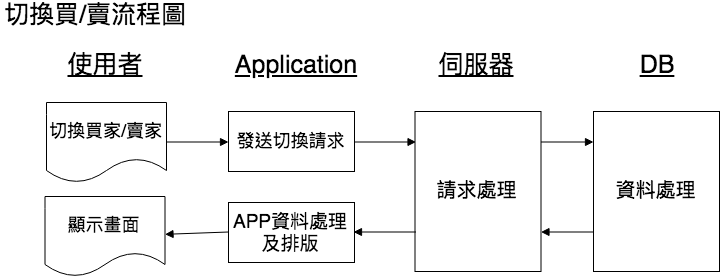 切換買/賣流程圖
使用者
Application
伺服器
DB
切換買家/賣家
發送切換請求
請求處理
資料處理
顯示畫面
APP資料處理
及排版